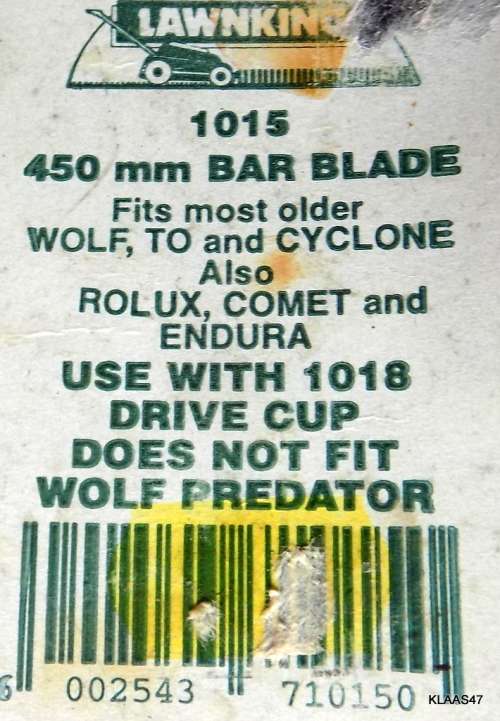 LAWNKING
1015
450 mm BAR BLADE
Fits most older
WOLF, TO and CYCLONE
Also
ROLUX, COMET and
ENDURA
USE WITH 1018
DRIVE CUP
DOES NOT FIT
WOLF PREDATOR
6 002543 710150
KLAAS47